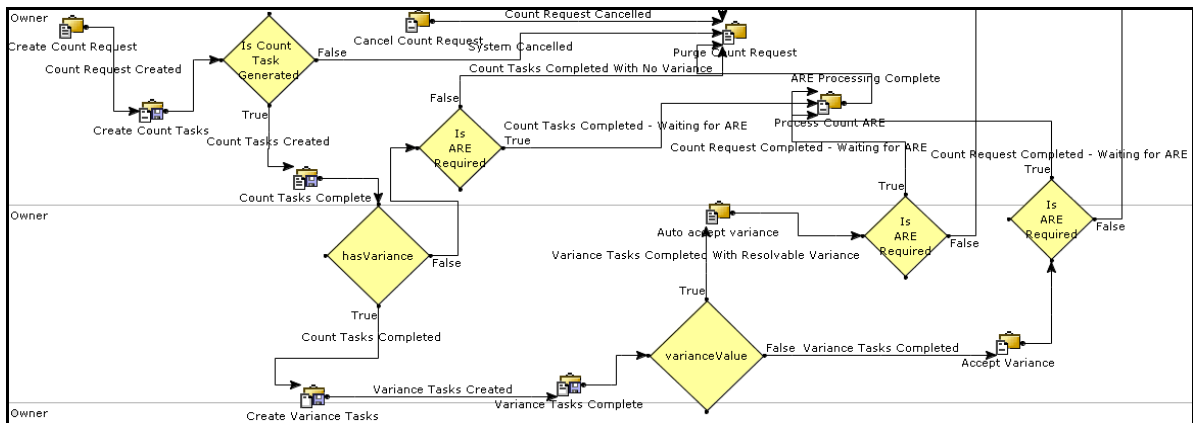 Owner
Create Count Request
Count Request Created
Create Count Tasks
Is Count
Task
Generated
False
True
Count Tasks Created
Count Tasks Complete
Cancel Count Request
Count Request Cancelled
System Cancelled
Purge Count Request
Count Tasks Completed With No Variance
False
Is
ARE
Required
True
Count Tasks Completed - Waiting for ARE
ARE Processing Complete
Process Count ARE
Count Request Completed - Waiting for ARE
Count Request Completed - Waiting for ARE
True
True
Owner
hasVariance
False
True
Count Tasks Completed
Create Variance Tasks
Variance Tasks Created
Variance Tasks Complete
varianceValue
True
Variance Tasks Completed With Resolvable Variance
Auto accept variance
Is
ARE
Required
False
False
Variance Tasks Completed
Accept Variance
Is
ARE
Required
False
Owner